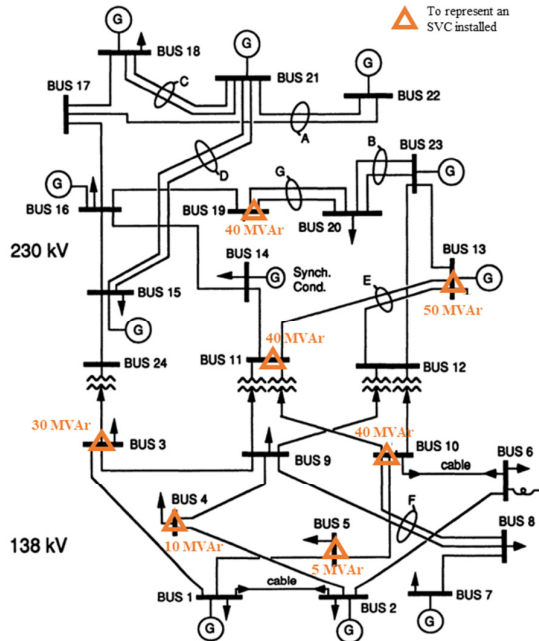 To represent an
SVC installed
G
BUS 18
G
BUS 21
G
BUS 17
C
BUS 22
A
BUS 23
B
D
G
G
G
BUS 16
BUS 19
40 MVAr
BUS 20
230 kV
BUS 14
G
Synch.
Cond.
BUS 13
G
BUS 15
E
50 MVAr
G
40 MVAr
BUS 24
BUS 11
BUS 12
30 MVAr
40 MVAr
BUS 3
BUS 9
BUS 10
BUS 6
cable
BUS 4
F
BUS 8
BUS 5
138 kV
10 MVAr
5 MVAr
BUS 7
cable
BUS 1
BUS 2
G
G
G